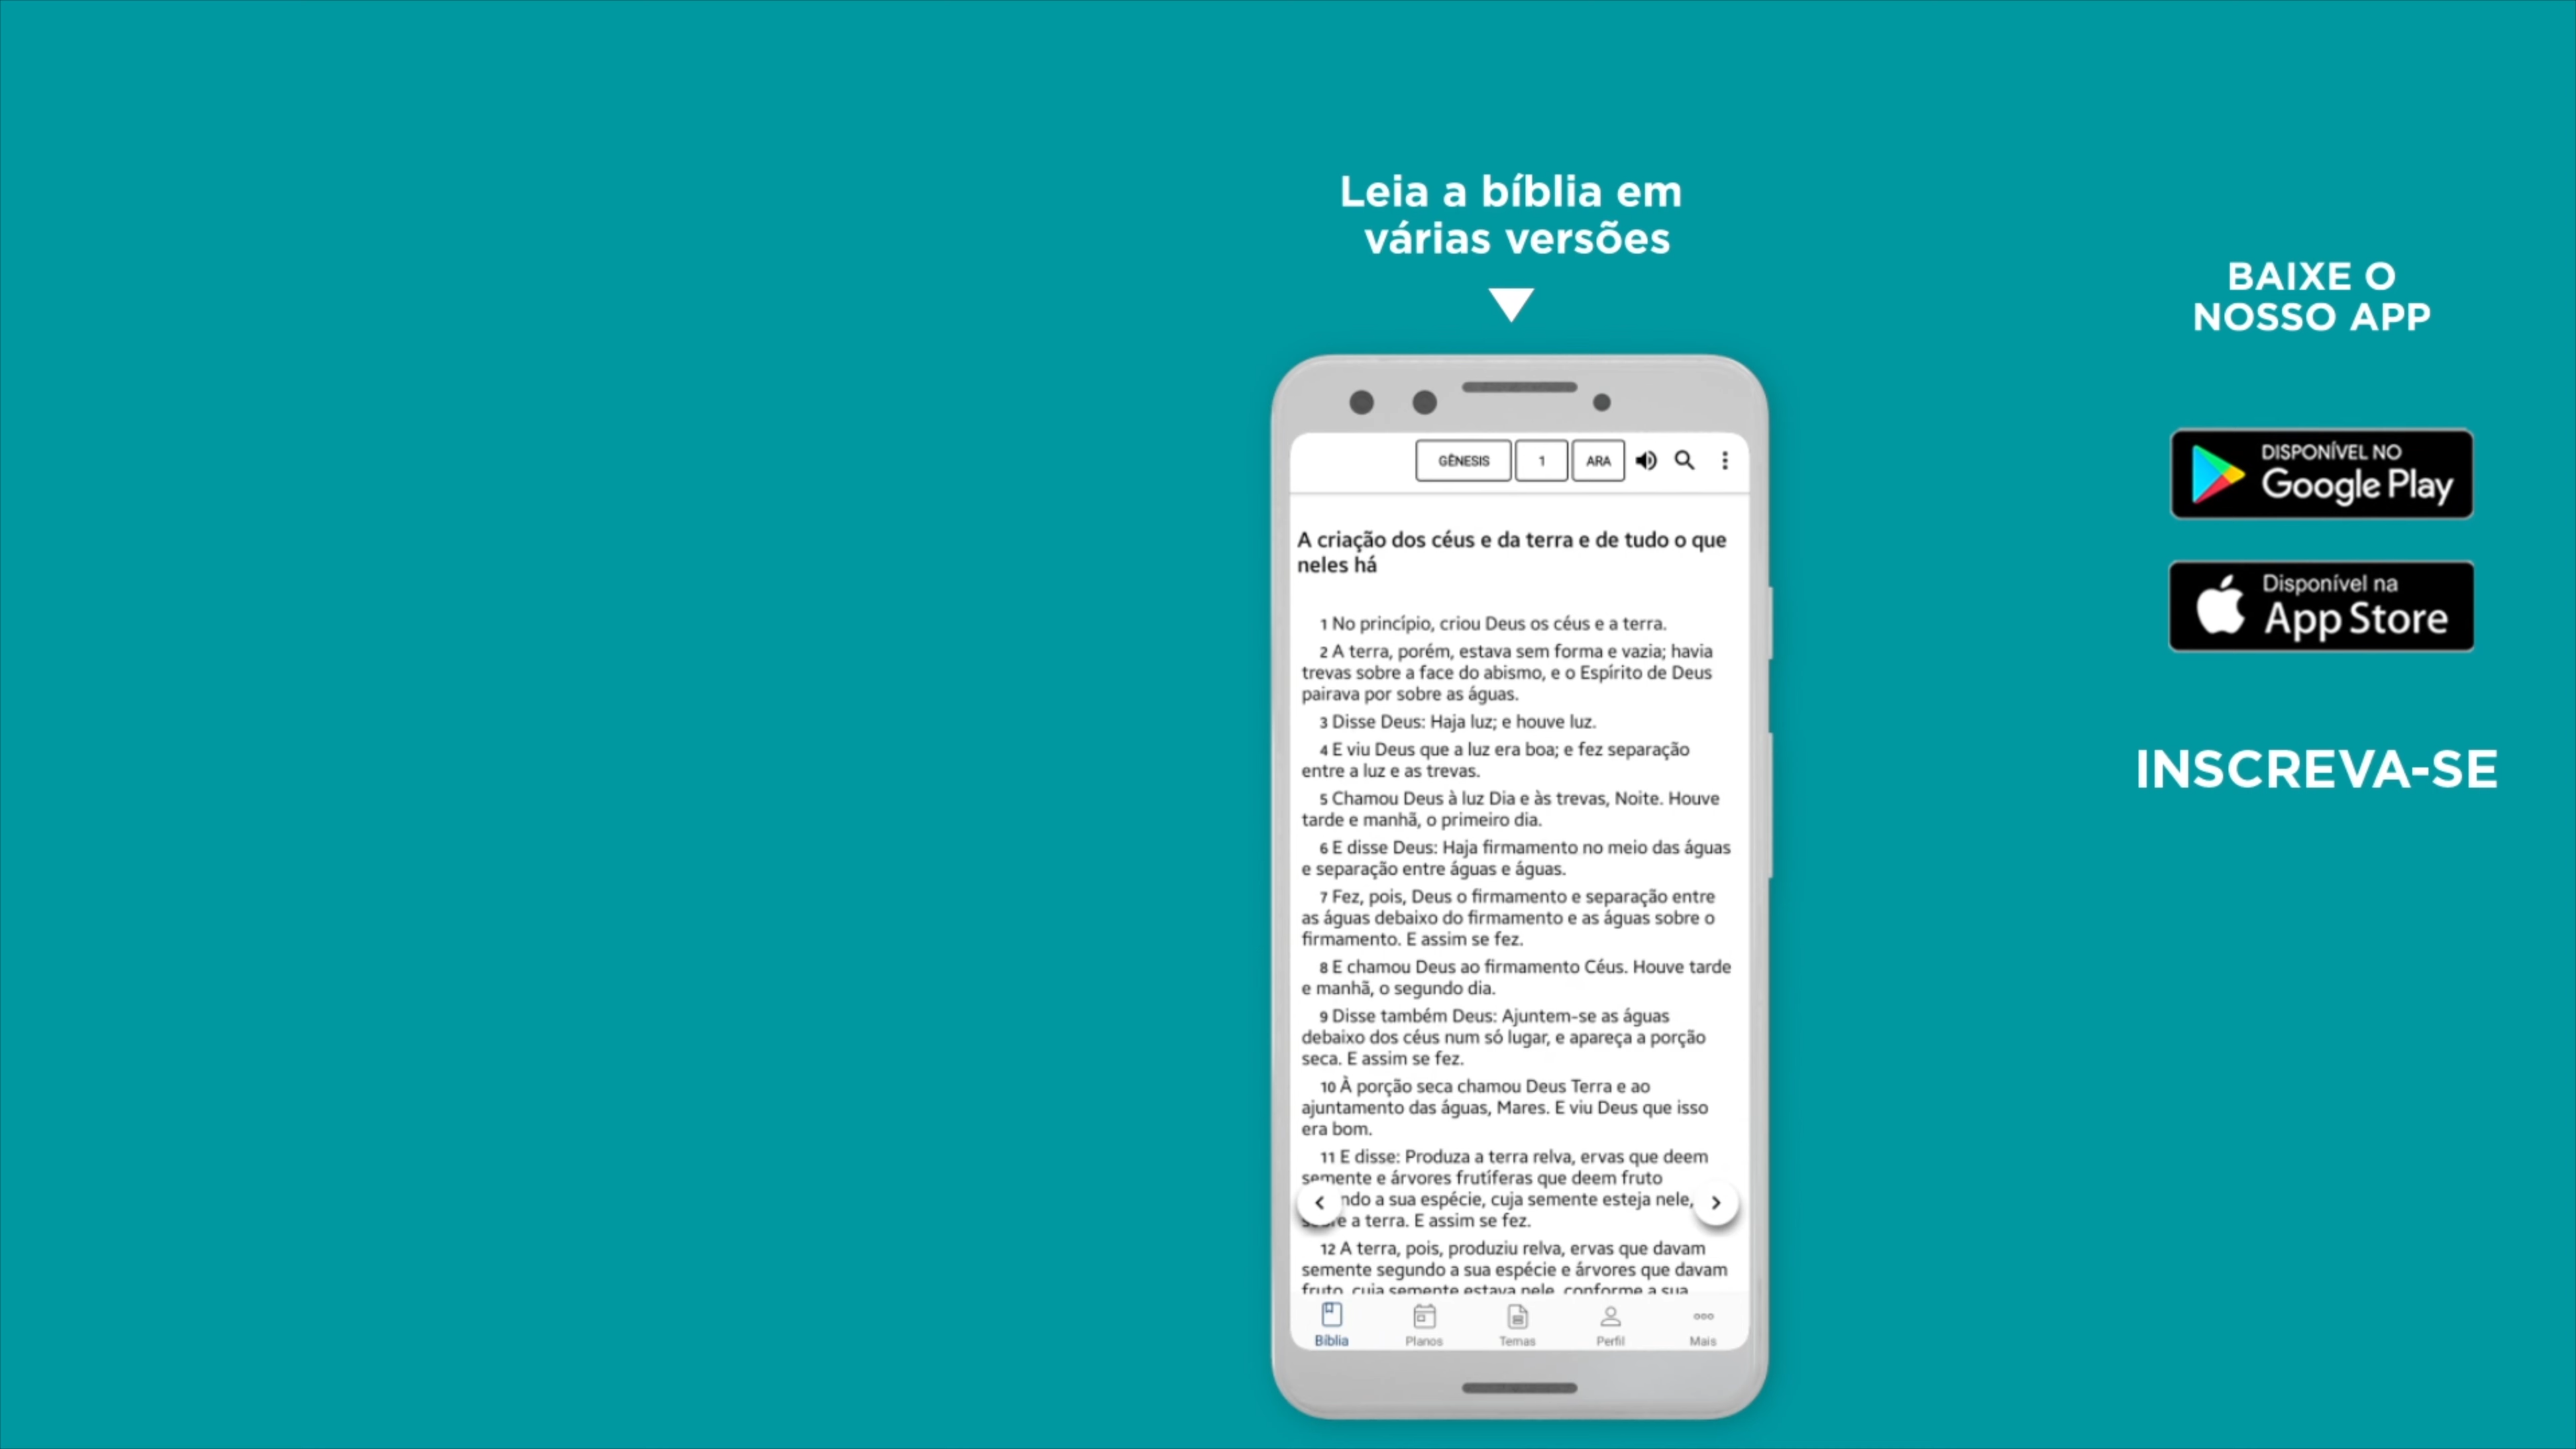 Leia a bíblia em
várias versões
GÊNESIS 1 ARA
A criação dos céus e da terra e de tudo o que
neles há
1 No princípio, criou Deus os céus e a terra.
2 A terra, porém, estava sem forma e vazia; havia
trevas sobre a face do abismo, e o Espírito de Deus
pairava por sobre as águas.
3 Disse Deus: Haja luz; e houve luz.
4 E viu Deus que a luz era boa; e fez separação
entre a luz e as trevas.
5 Chamou Deus à luz Dia e às trevas, Noite. Houve
tarde e manhã, o primeiro dia.
6 E disse Deus: Haja firmamento no meio das águas
e separação entre águas e águas.
7 Fez, pois, Deus o firmamento e separação entre
as águas debaixo do firmamento e as águas sobre o
firmamento. E assim se fez.
8 E chamou Deus ao firmamento Céus. Houve tarde
e manhã, o segundo dia.
9 Disse também Deus: Ajuntem-se as águas
debaixo dos céus num só lugar, e apareça a porção
seca. E assim se fez.
10 À porção seca chamou Deus Terra e ao
ajuntamento das águas, Mares. E viu Deus que isso
era bom.
11 E disse: Produza a terra relva, ervas que deem
semente e árvores frutíferas que deem fruto
a sua espécie, cuja semente esteja nele,
a terra. E assim se fez.
12 A terra, pois, produziu relva, ervas que davam
semente segundo a sua espécie e árvores que davam
fruto, cuja semente estava nele, conforme a sua
Bíblia Planos Temas Perfil Mais
BAIXE O
NOSSO APP
DISPONÍVEL NO
Google Play
Disponível na
App Store
INSCREVA-SE